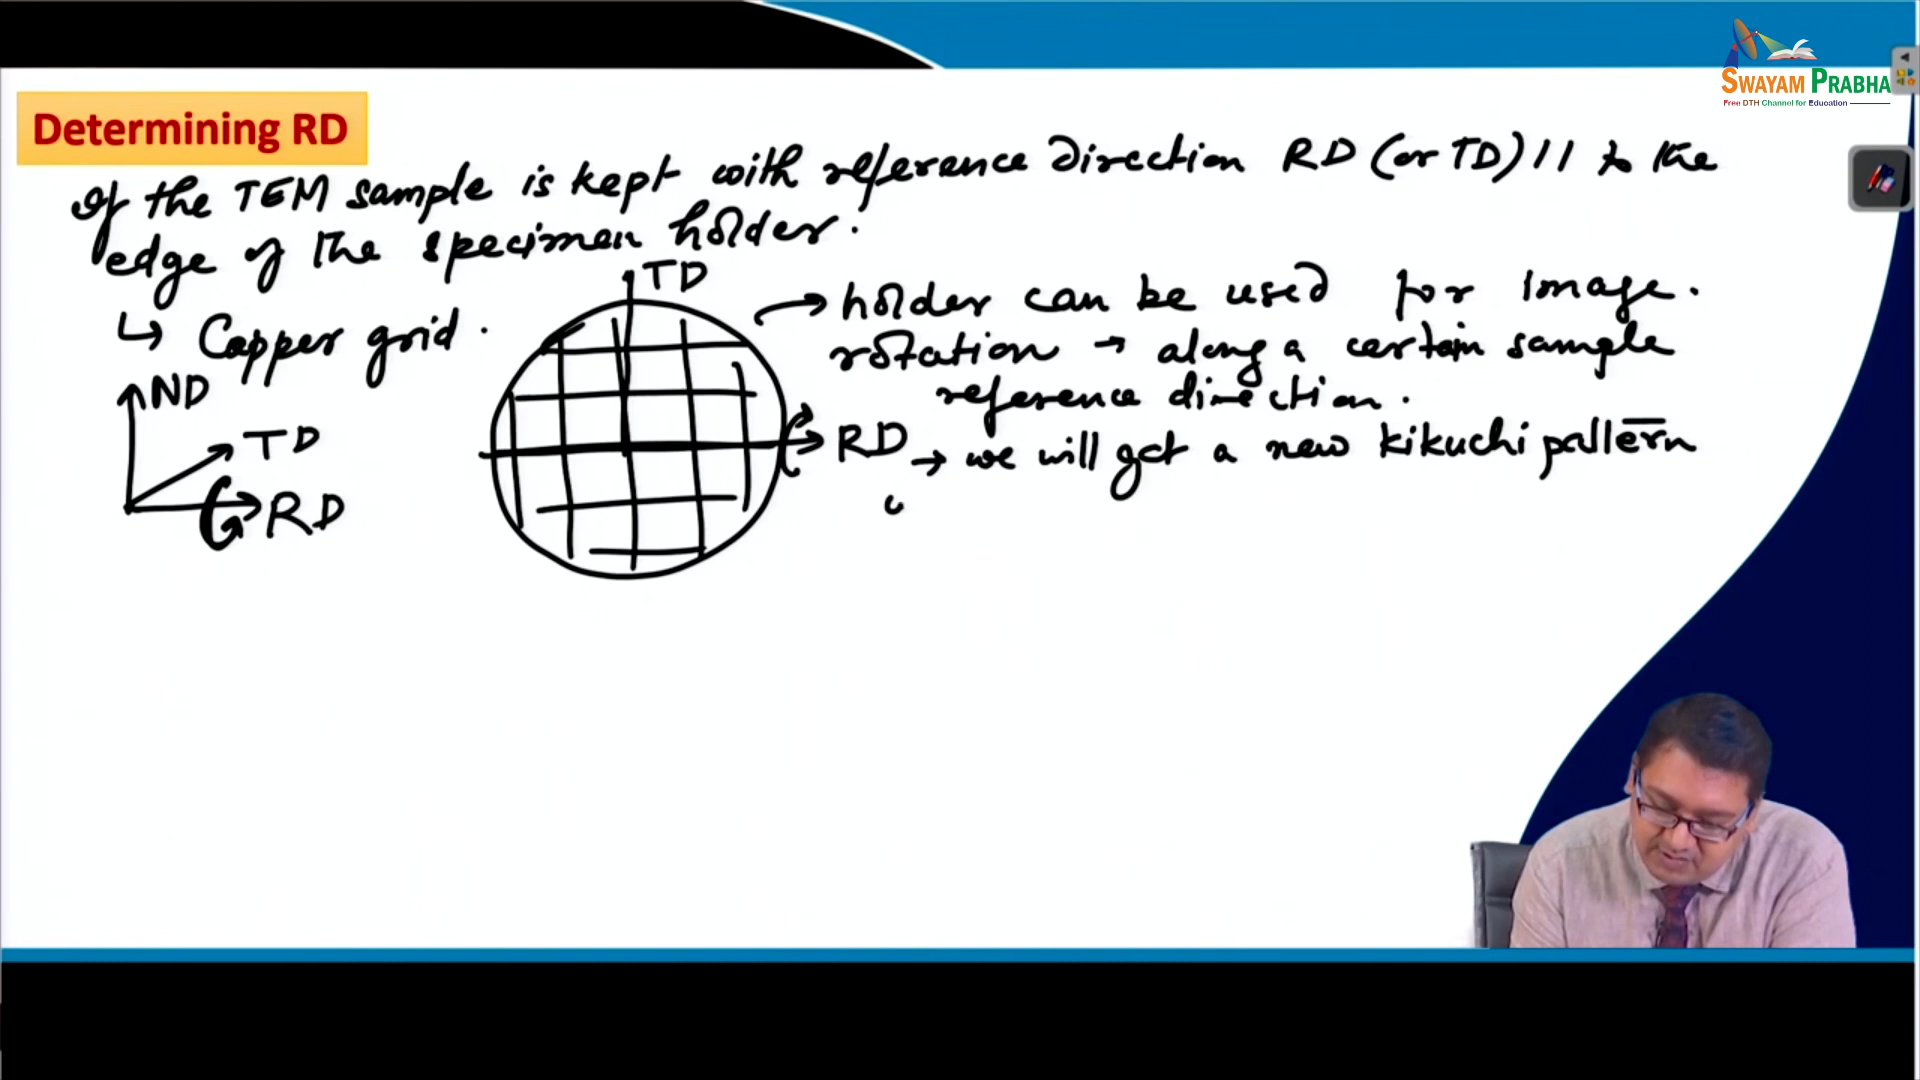 SWAYAM PRABHA
Free DTH Channel for Education
Determining RD
If the TEM sample is kept with reference direction RD (or TD) // to the
edge of the specimen holder.
↳ Copper grid.
TD
→ holder can be used for image.
rotation → along a certain sample
reference direction.
ND
TD
RD
RD
→ we will get a new kikuchi pattern